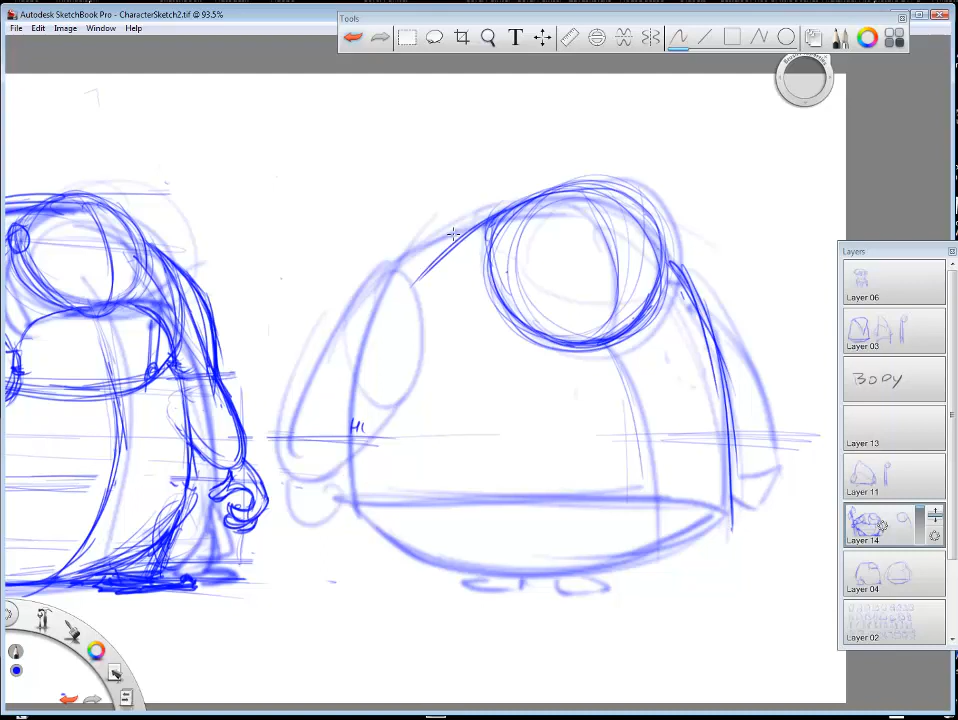 Autodesk SketchBook Pro - CharacterSketch2.tif @ 93.5%
File Edit Image Window Help
Tools
T
Layers
Layer 06
Layer 03
BODY
Layer 13
Layer 11
Layer 14
Layer 04
Layer 02